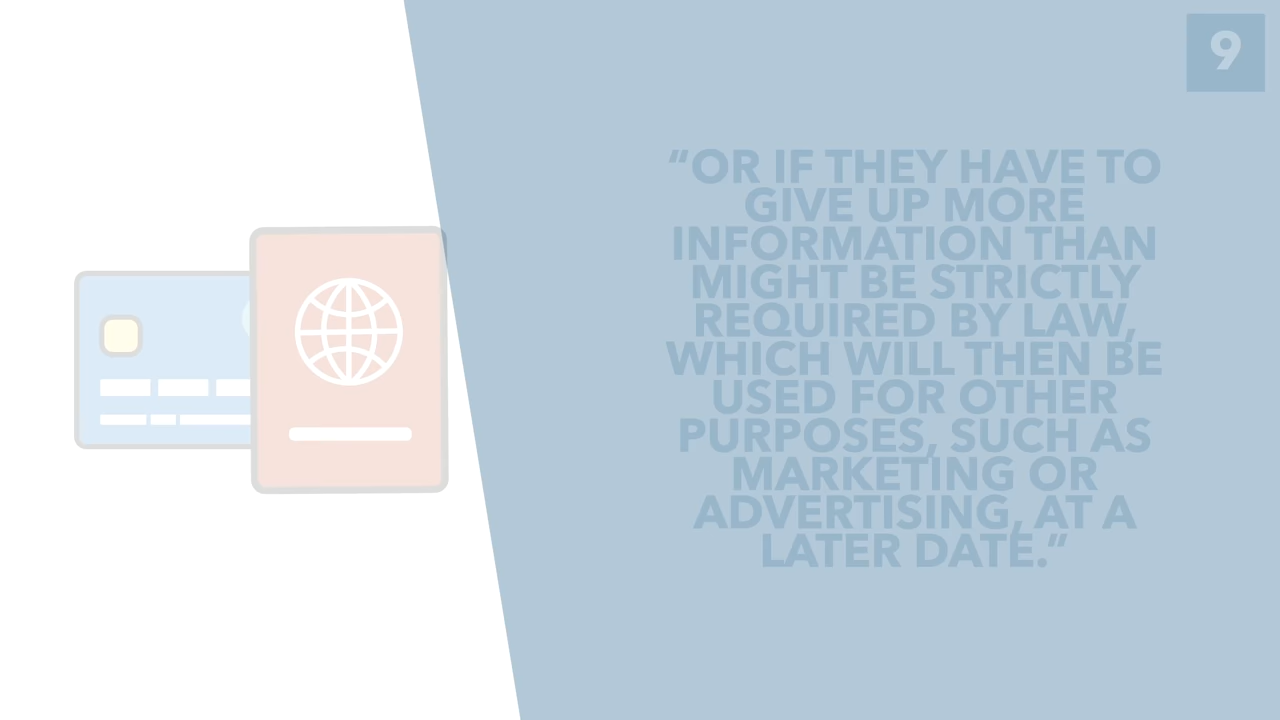 9
“OR IF THEY HAVE TO
GIVE UP MORE
INFORMATION THAN
MIGHT BE STRICTLY
REQUIRED BY LAW,
WHICH WILL THEN BE
USED FOR OTHER
PURPOSES, SUCH AS
MARKETING OR
ADVERTISING, AT A
LATER DATE.”